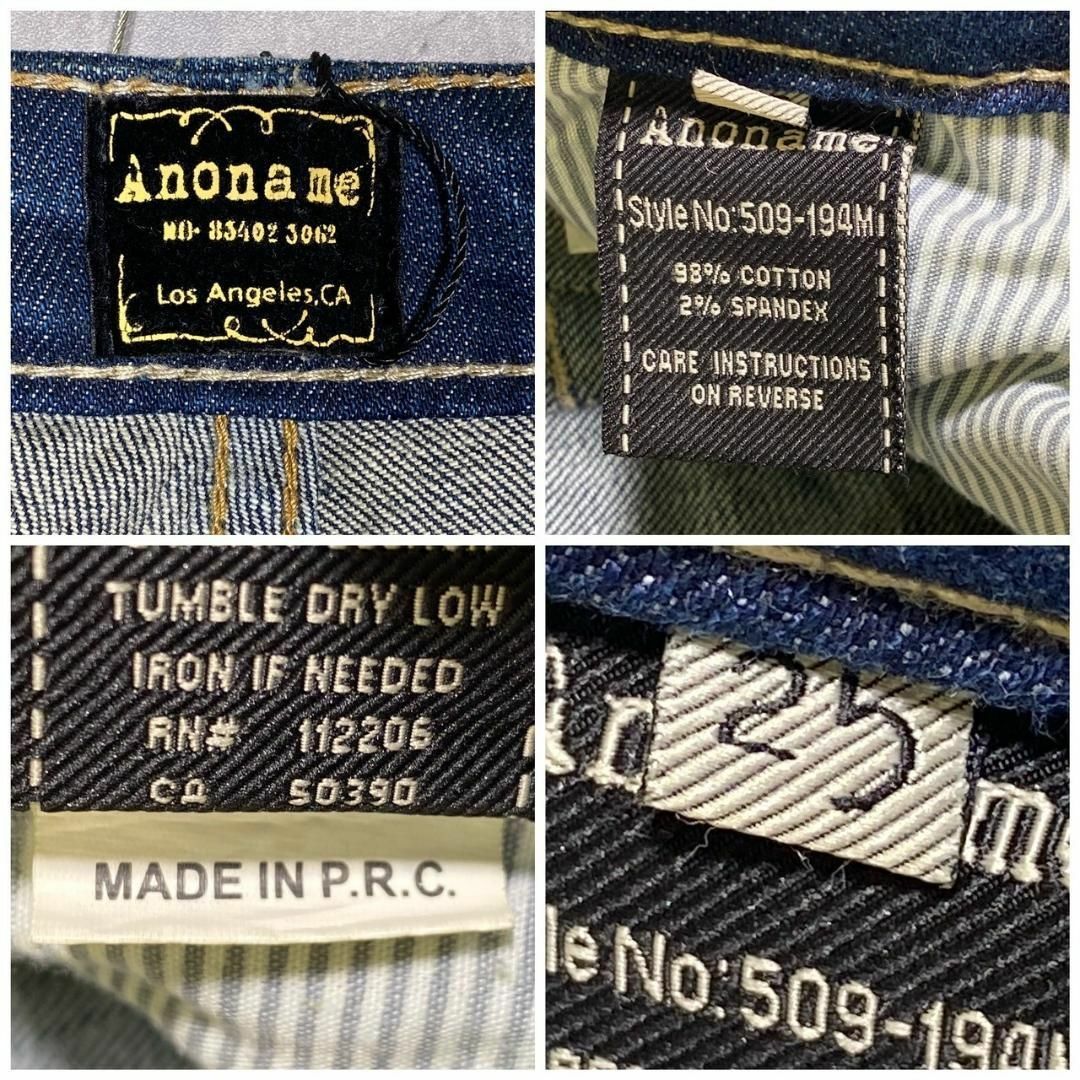 Anoname
NO· 83402 3062
Los Angeles,CA
Anoname
Style No:509-194M
98% COTTON
2% SPANDEX
CARE INSTRUCTIONS
ON REVERSE
TUMBLE DRY LOW
IRON IF NEEDED
RN# 112206
CA 50390
MADE IN P.R.C.
25
le No:509-194M